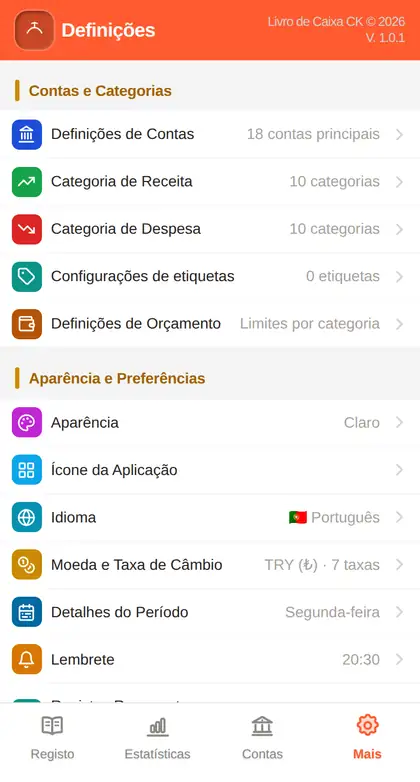 Definições
Livro de Caixa CK © 2026
V. 1.0.1
Contas e Categorias
Definições de Contas 18 contas principais
Categoria de Receita 10 categorias
Categoria de Despesa 10 categorias
Configurações de etiquetas 0 etiquetas
Definições de Orçamento Limites por categoria
Aparência e Preferências
Aparência Claro
Ícone da Aplicação
Idioma 🇵🇹 Português
Moeda e Taxa de Câmbio TRY (₺) · 7 taxas
Detalhes do Período Segunda-feira
Lembrete 20:30
Registo Estatísticas Contas Mais